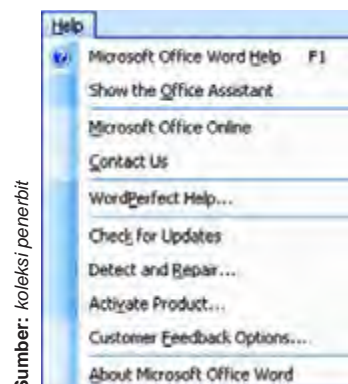 Help
Microsoft Office Word Help F1
Show the Office Assistant
Microsoft Office Online
Contact Us
WordPerfect Help...
Check for Updates
Detect and Repair...
Activate Product...
Customer Feedback Options...
About Microsoft Office Word
Sumber: koleksi penerbit